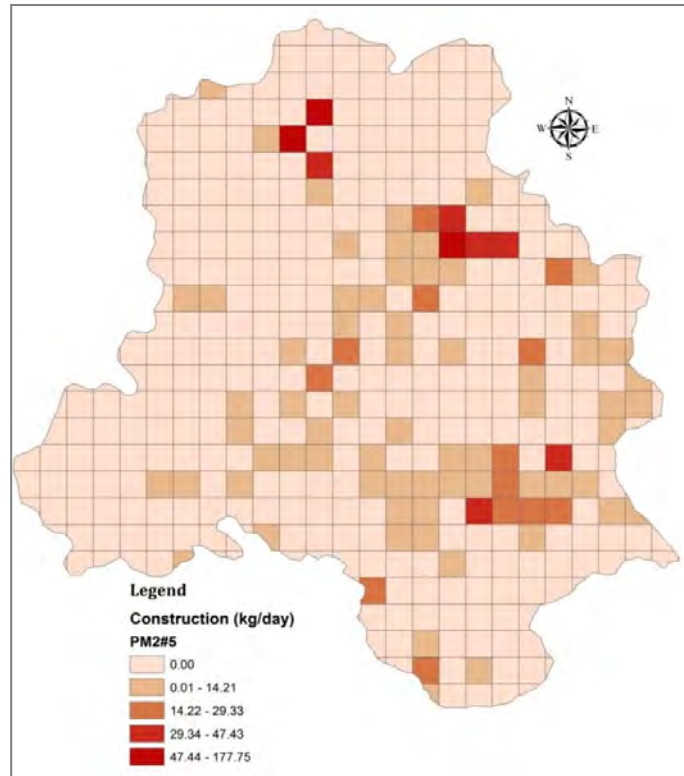 N
W E
S
Legend
Construction (kg/day)
PM2#5
0.00
0.01 - 14.21
14.22 - 29.33
29.34 - 47.43
47.44 - 177.75